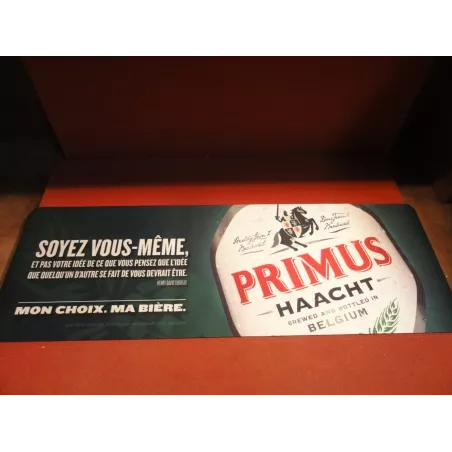 SOYEZ VOUS-MÊME,
ET PAS VOTRE IDÉE DE CE QUE VOUS PENSEZ QUE L'IDÉE
QUE QUELQU'UN D'AUTRE SE FAIT DE VOUS DEVRAIT ÊTRE.
MON CHOIX. MA BIÈRE.
PRIMUS
HAACHT
BREWED AND BOTTLED IN
BELGIUM